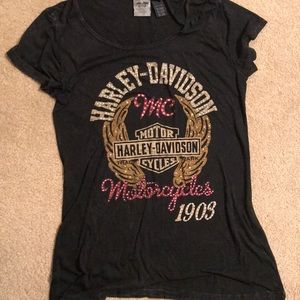 HARLEY-DAVIDSON
MC
MOTOR
HARLEY-DAVIDSON
CYCLES
Motorcycles
1903